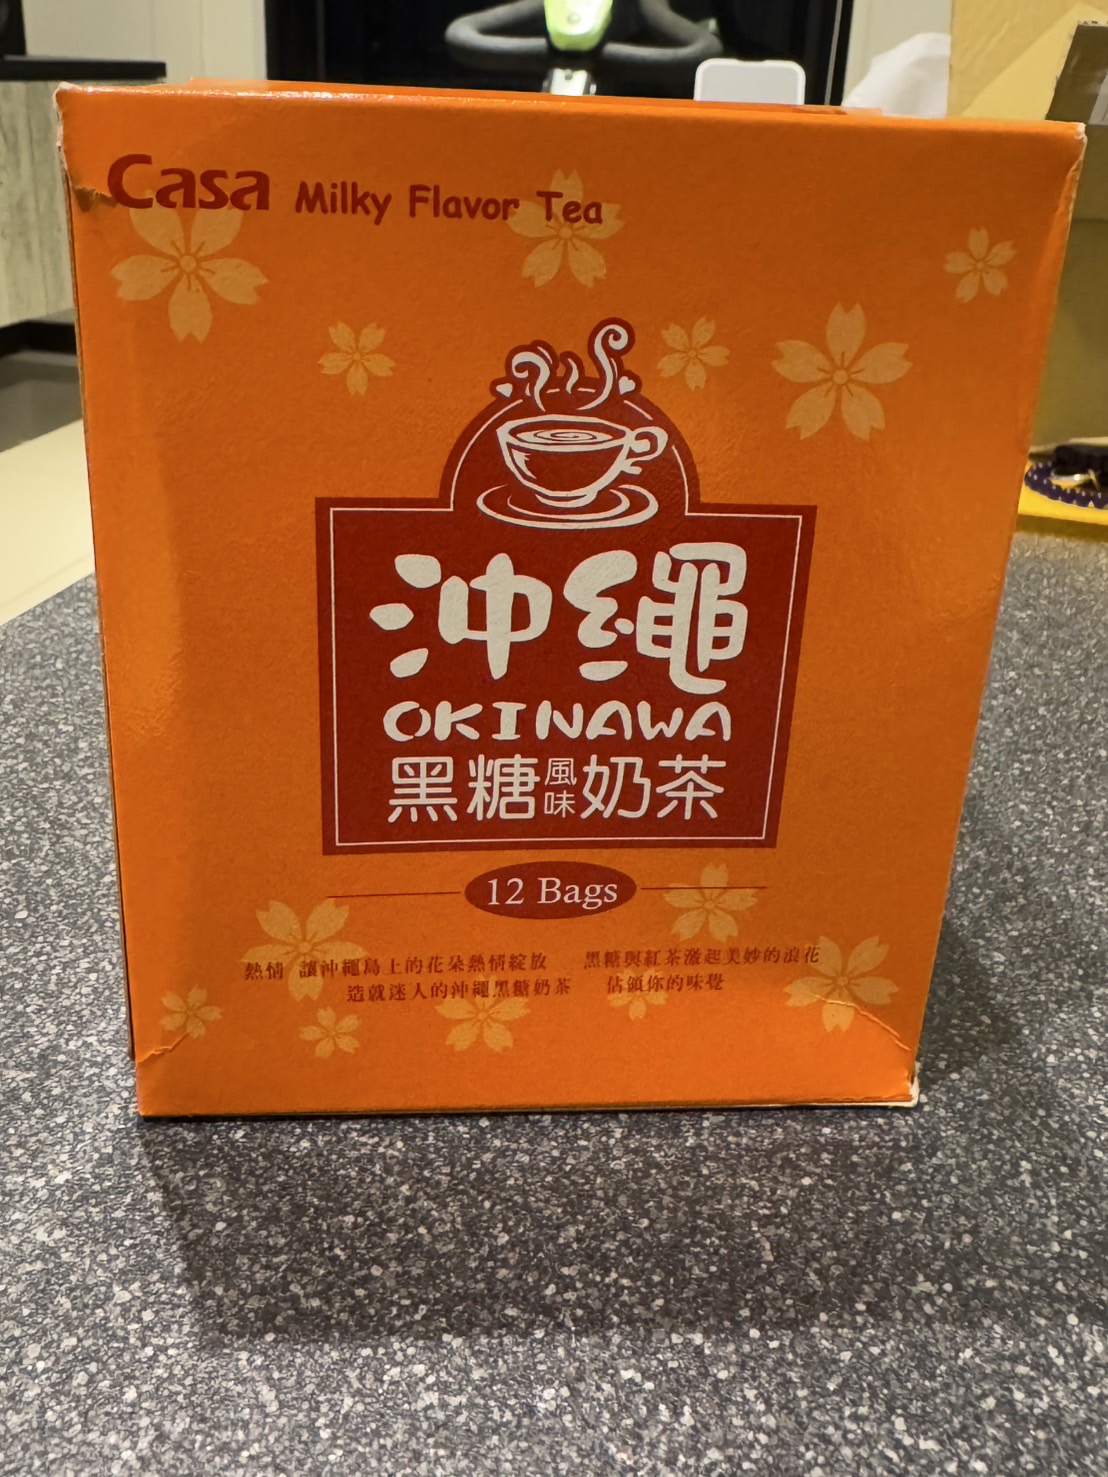 Casa Milky Flavor Tea
沖繩
OKINAWA
黑糖風味奶茶
12 Bags
熱情 讓沖繩島上的花朵熱情綻放 黑糖與紅茶激起美妙的浪花
造就迷人的沖繩黑糖奶茶 佔領你的味覺